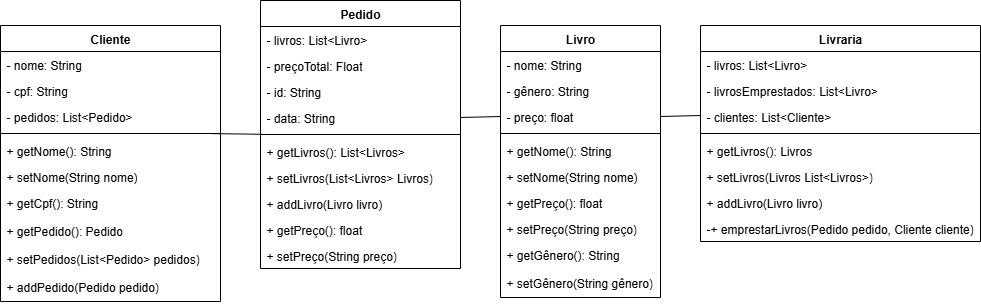 Cliente
- nome: String
- cpf: String
- pedidos: List<Pedido>
+ getNome(): String
+ setNome(String nome)
+ getCpf(): String
+ getPedido(): Pedido
+ setPedidos(List<Pedido> pedidos)
+ addPedido(Pedido pedido)
Pedido
- livros: List<Livro>
- preçoTotal: Float
- id: String
- data: String
+ getLivros(): List<Livros>
+ setLivros(List<Livros> Livros)
+ addLivro(Livro livro)
+ getPreço(): float
+ setPreço(String preço)
Livro
- nome: String
- gênero: String
- preço: float
+ getNome(): String
+ setNome(String nome)
+ getPreço(): float
+ setPreço(String preço)
+ getGênero(): String
+ setGênero(String gênero)
Livraria
- livros: List<Livro>
- livrosEmprestados: List<Livro>
- clientes: List<Cliente>
+ getLivros(): Livros
+ setLivros(Livros List<Livros>)
+ addLivro(Livro livro)
-+ emprestarLivros(Pedido pedido, Cliente cliente)